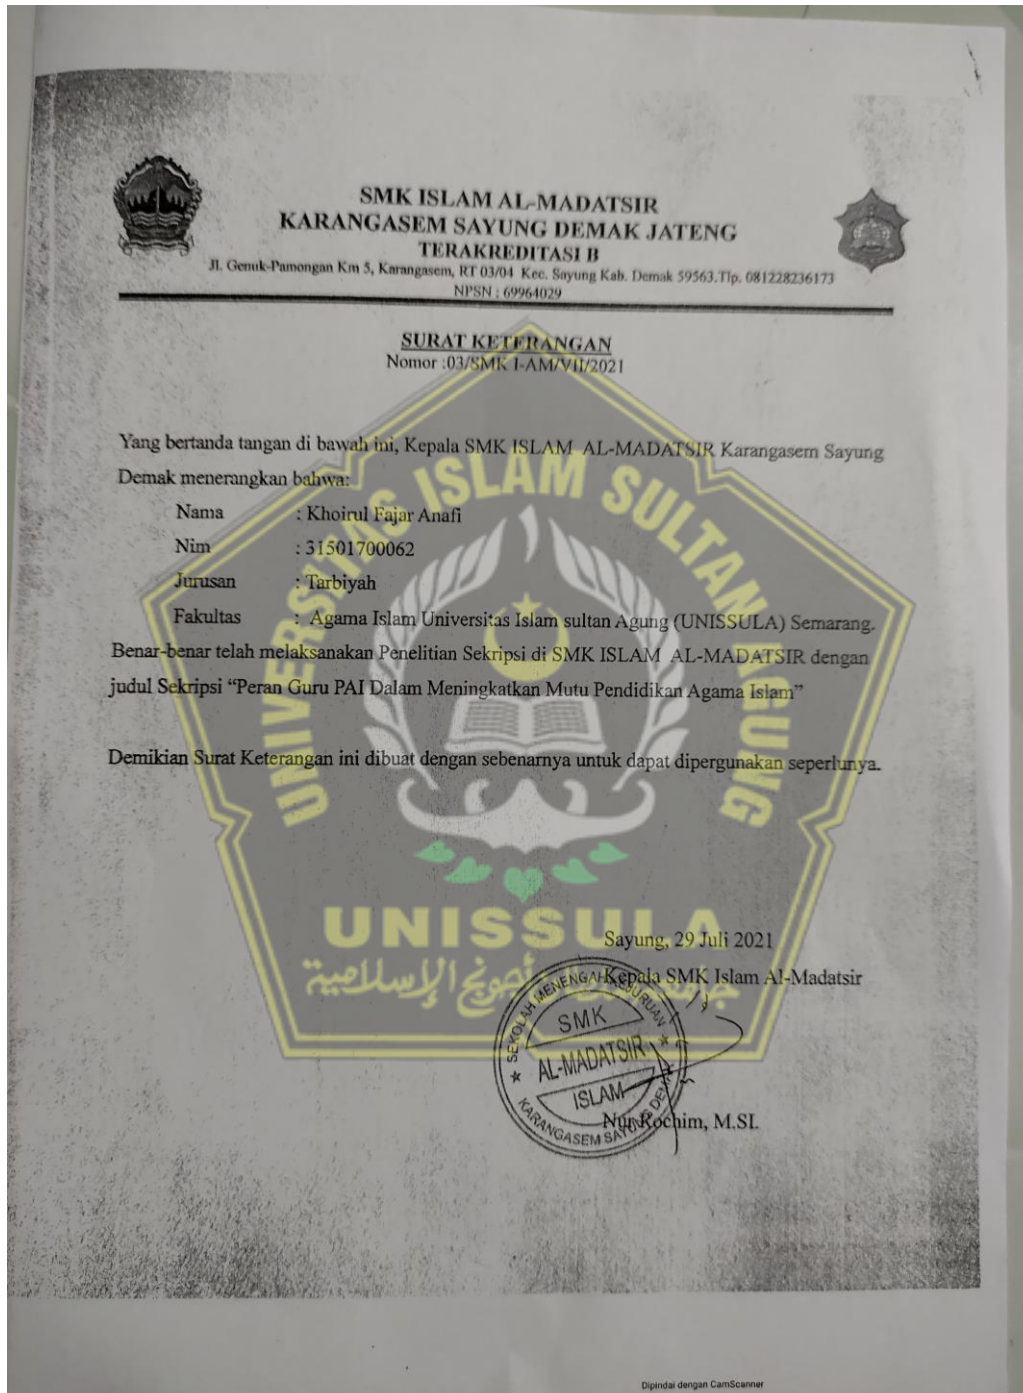 SMK ISLAM AL-MADATSIR
KARANGASEM SAYUNG DEMAK JATENG
TERAKREDITASI B
Jl. Genuk-Pamongan Km 5, Karangasem, RT 03/04 Kec. Sayung Kab. Demak 59563.Tlp. 081228236173
NPSN : 69964029
SURAT KETERANGAN
Nomor :03/SMK I-AM/VII/2021
Yang bertanda tangan di bawah ini, Kepala SMK ISLAM AL-MADATSIR Karangasem Sayung
Demak menerangkan bahwa:
Nama : Khoirul Fajar Anafi
Nim : 31501700062
Jurusan : Tarbiyah
Fakultas : Agama Islam Universitas Islam sultan Agung (UNISSULA) Semarang.
Benar-benar telah melaksanakan Penelitian Sekripsi di SMK ISLAM AL-MADATSIR dengan
judul Sekripsi “Peran Guru PAI Dalam Meningkatkan Mutu Pendidikan Agama Islam”
Demikian Surat Keterangan ini dibuat dengan sebenarnya untuk dapat dipergunakan seperlunya.
UNIVERSITAS ISLAM SULTAN AGUNG
UNISSULA
الإسلامية
Sayung, 29 Juli 2021
Kepala SMK Islam Al-Madatsir
SEKOLAH MENENGAH KEJURUAN
SMK
AL-MADATSIR
ISLAM
KARANGASEM SAYUNG DEMAK
Nur Rochim, M.SI.
Dipindai dengan CamScanner